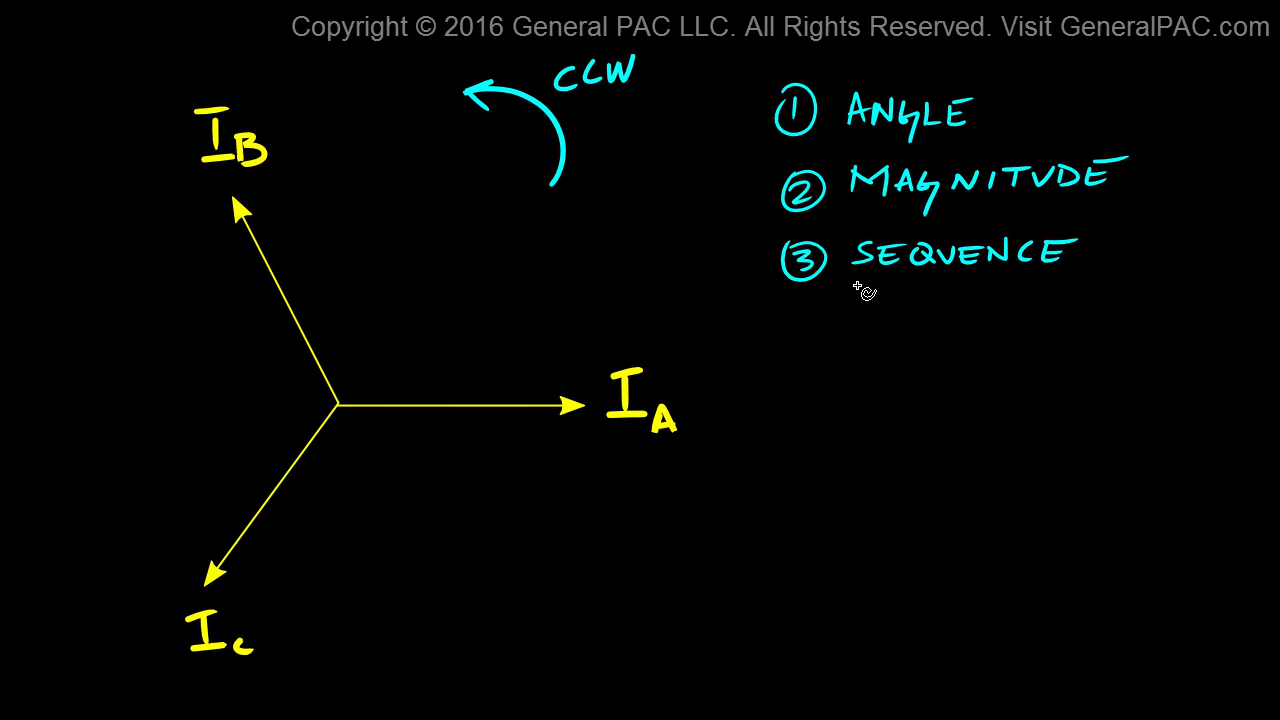 Copyright © 2016 General PAC LLC. All Rights Reserved. Visit GeneralPAC.com
CCW
① ANGLE
② MAGNITUDE
③ SEQUENCE
IB
IA
Ic